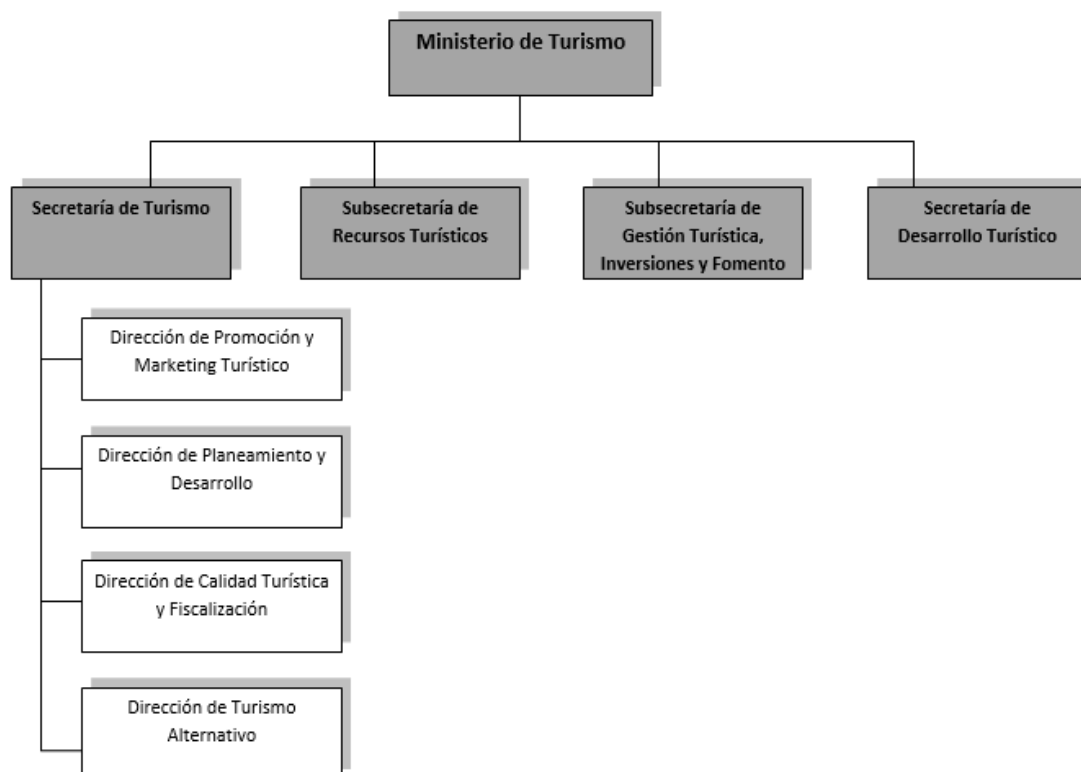 Ministerio de Turismo
Secretaría de Turismo
Subsecretaría de
Recursos Turísticos
Subsecretaría de
Gestión Turística,
Inversiones y Fomento
Secretaría de
Desarrollo Turístico
Dirección de Promoción y
Marketing Turístico
Dirección de Planeamiento y
Desarrollo
Dirección de Calidad Turística
y Fiscalización
Dirección de Turismo
Alternativo